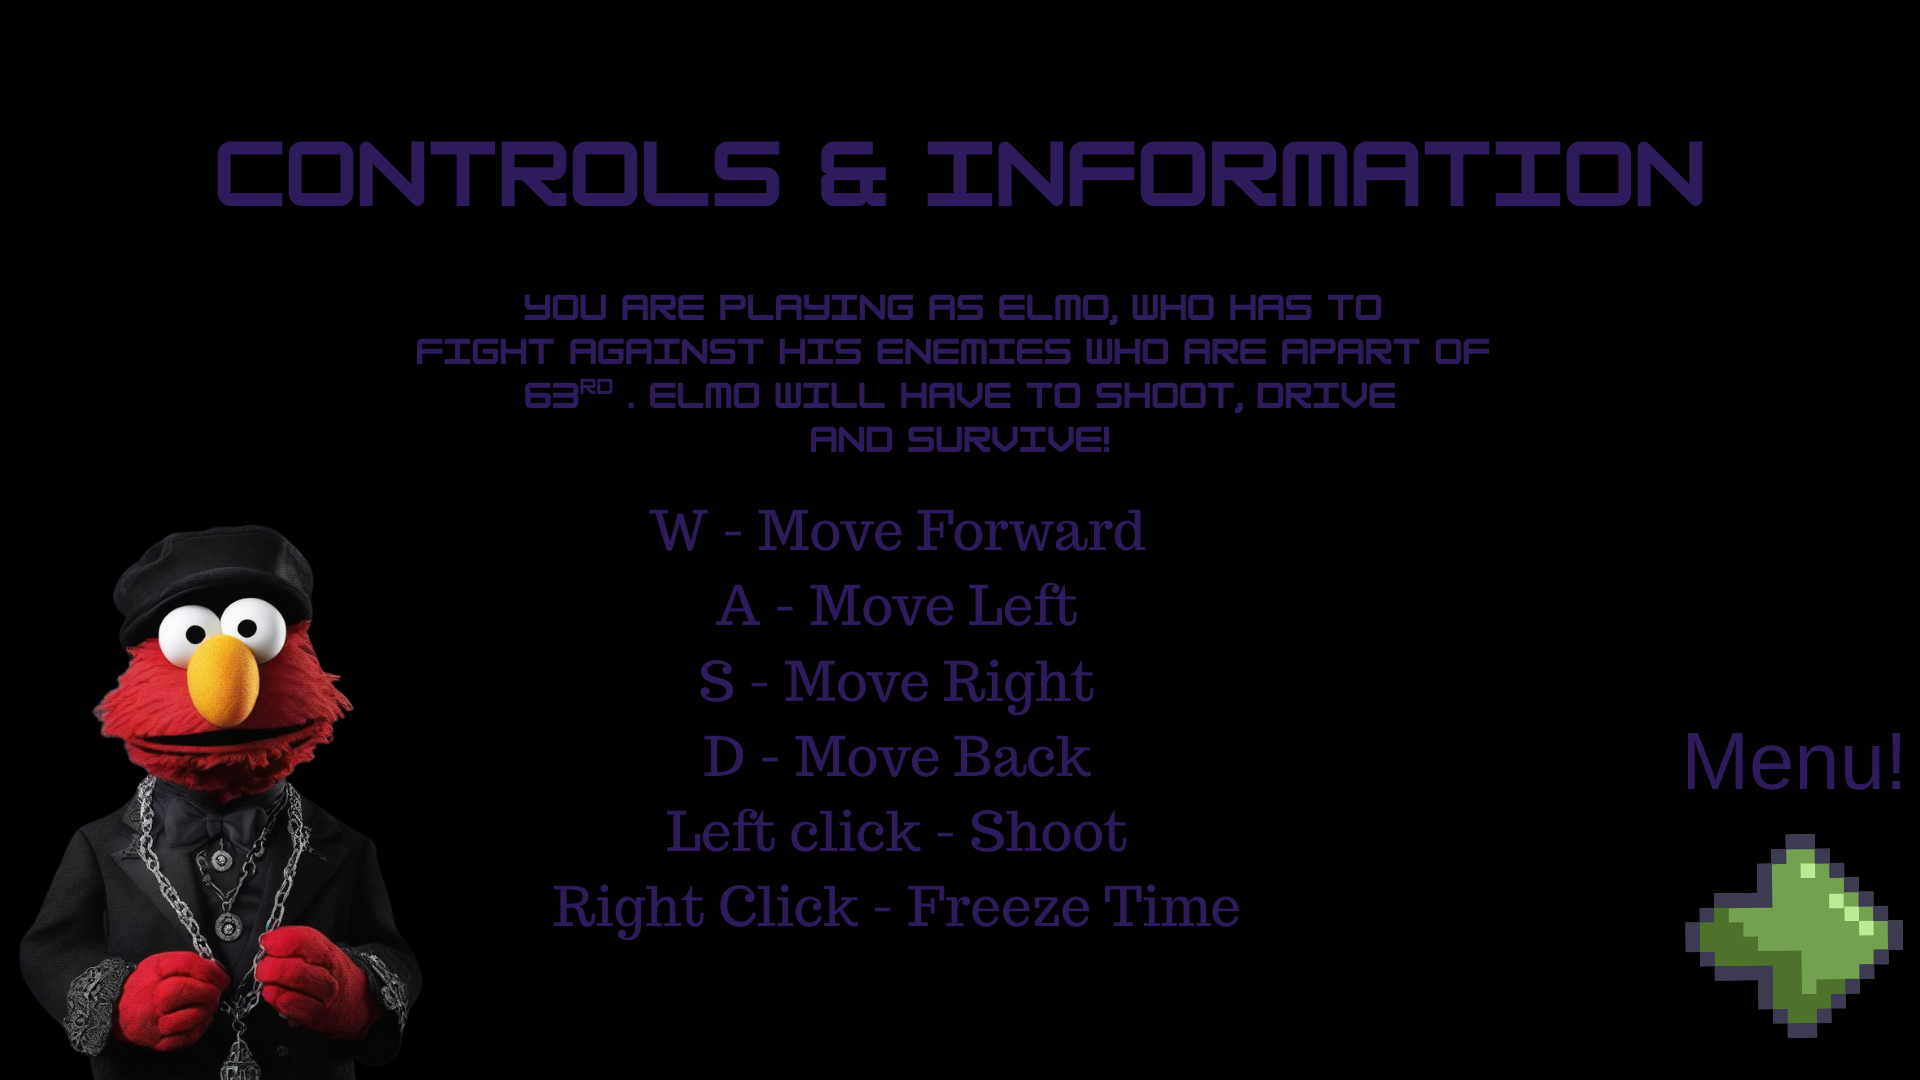 CONTROLS & INFORMATION
YOU ARE PLAYING AS ELMO, WHO HAS TO
FIGHT AGAINST HIS ENEMIES WHO ARE APART OF
63RD . ELMO WILL HAVE TO SHOOT, DRIVE
AND SURVIVE!
W - Move Forward
A - Move Left
S - Move Right
D - Move Back
Left click - Shoot
Right Click - Freeze Time
Menu!